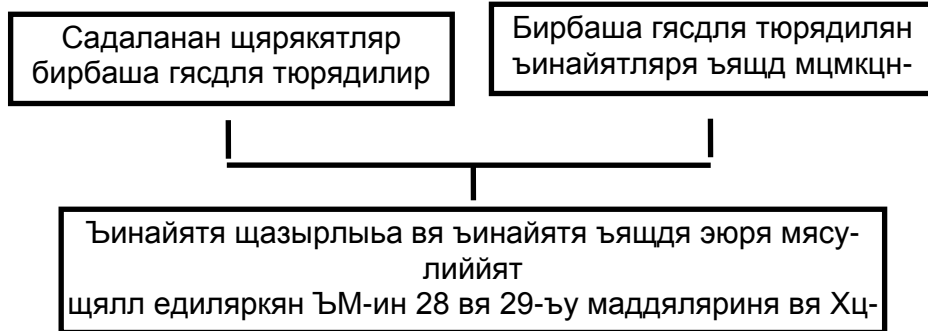 Садаланан щярякятляр
бирбаша гясдля тюрядилир
Бирбаша гясдля тюрядилян
ъинайятляря ъящд мцмкцн-
Ъинайятя щазырлыьа вя ъинайятя ъящдя эюря мясу-
лиййят
щялл едиляркян ЪМ-ин 28 вя 29-ъу маддяляриня вя Хц-